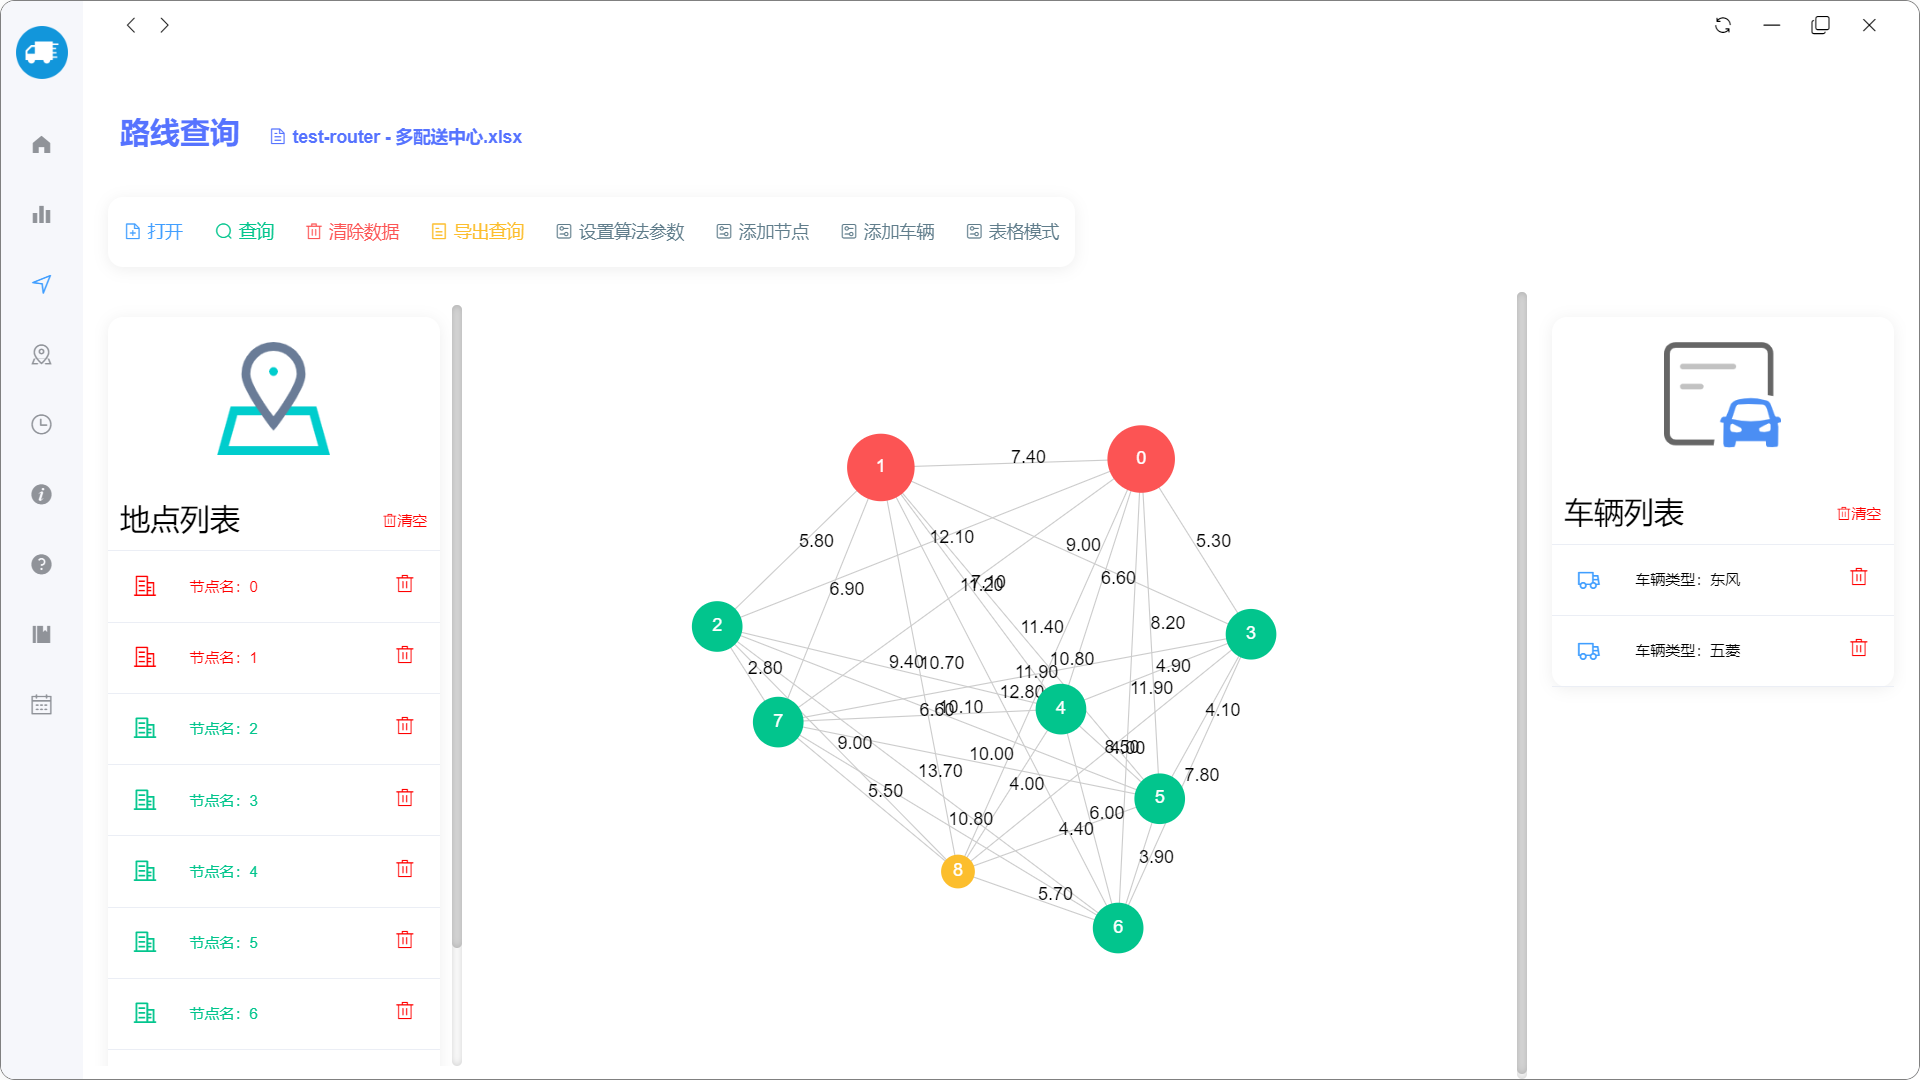 路线查询
test-router - 多配送中心.xlsx
打开 查询 清除数据 导出查询 设置算法参数 添加节点 添加车辆 表格模式
地点列表
清空
节点名：0
节点名：1
节点名：2
节点名：3
节点名：4
节点名：5
节点名：6
1
0
7.40
5.80
12.10
9.00
5.30
6.90
7.10
11.20
6.60
2
11.40
8.20
3
2.80
9.40
10.70
11.90
10.80
4.90
12.80
11.90
7
6.60
10.10
4
4.10
9.00
10.00
8.50
4.00
13.70
4.00
7.80
5.50
5
10.80
6.00
4.40
3.90
8
5.70
6
车辆列表
清空
车辆类型：东风
车辆类型：五菱